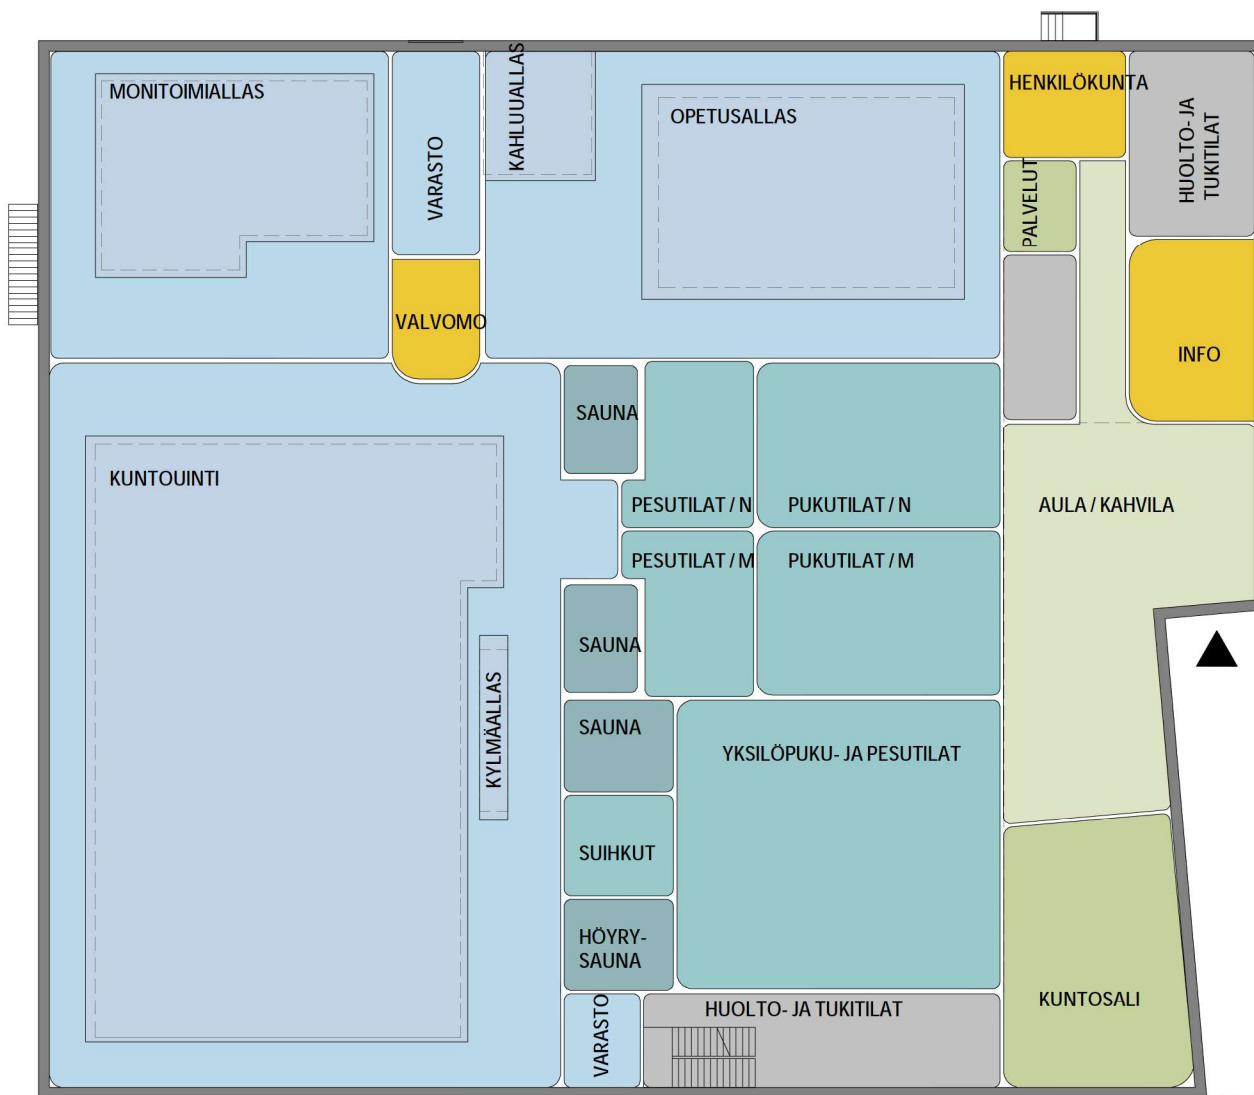 MONITOIMIALLAS
VARASTO
KAHLUUALLAS
OPETUSALLAS
HENKILÖKUNTA
HUOLTO- JA
TUKITILAT
PALVELUT
VALVOMO
INFO
SAUNA
KUNTOUINTI
PESUTILAT / N
PUKUTILAT / N
AULA / KAHVILA
PESUTILAT / M
PUKUTILAT / M
SAUNA
KYLMÄALLAS
SAUNA
YKSILÖPUKU- JA PESUTILAT
SUIHKUT
HÖYRY-
SAUNA
VARASTO
HUOLTO- JA TUKITILAT
KUNTOSALI